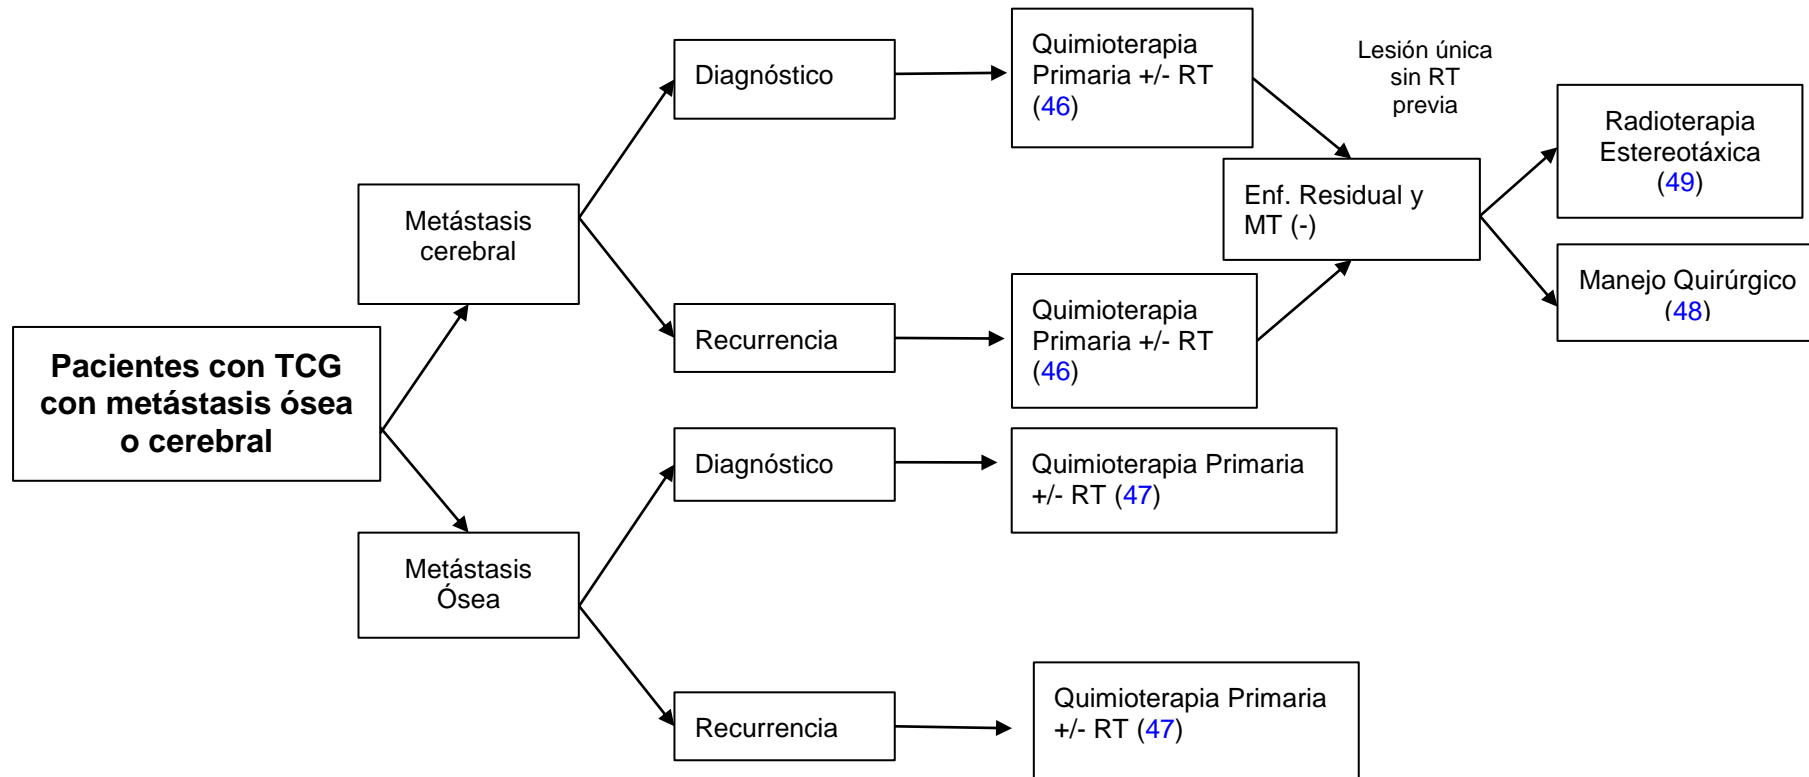 Pacientes con TCG
con metástasis ósea
o cerebral
Metástasis
cerebral
Diagnóstico
Quimioterapia
Primaria +/- RT
(46)
Recurrencia
Quimioterapia
Primaria +/- RT
(46)
Lesión única
sin RT
previa
Enf. Residual y
MT (-)
Radioterapia
Estereotáxica
(49)
Manejo Quirúrgico
(48)
Metástasis
Ósea
Diagnóstico
Quimioterapia Primaria
+/- RT (47)
Recurrencia
Quimioterapia Primaria
+/- RT (47)